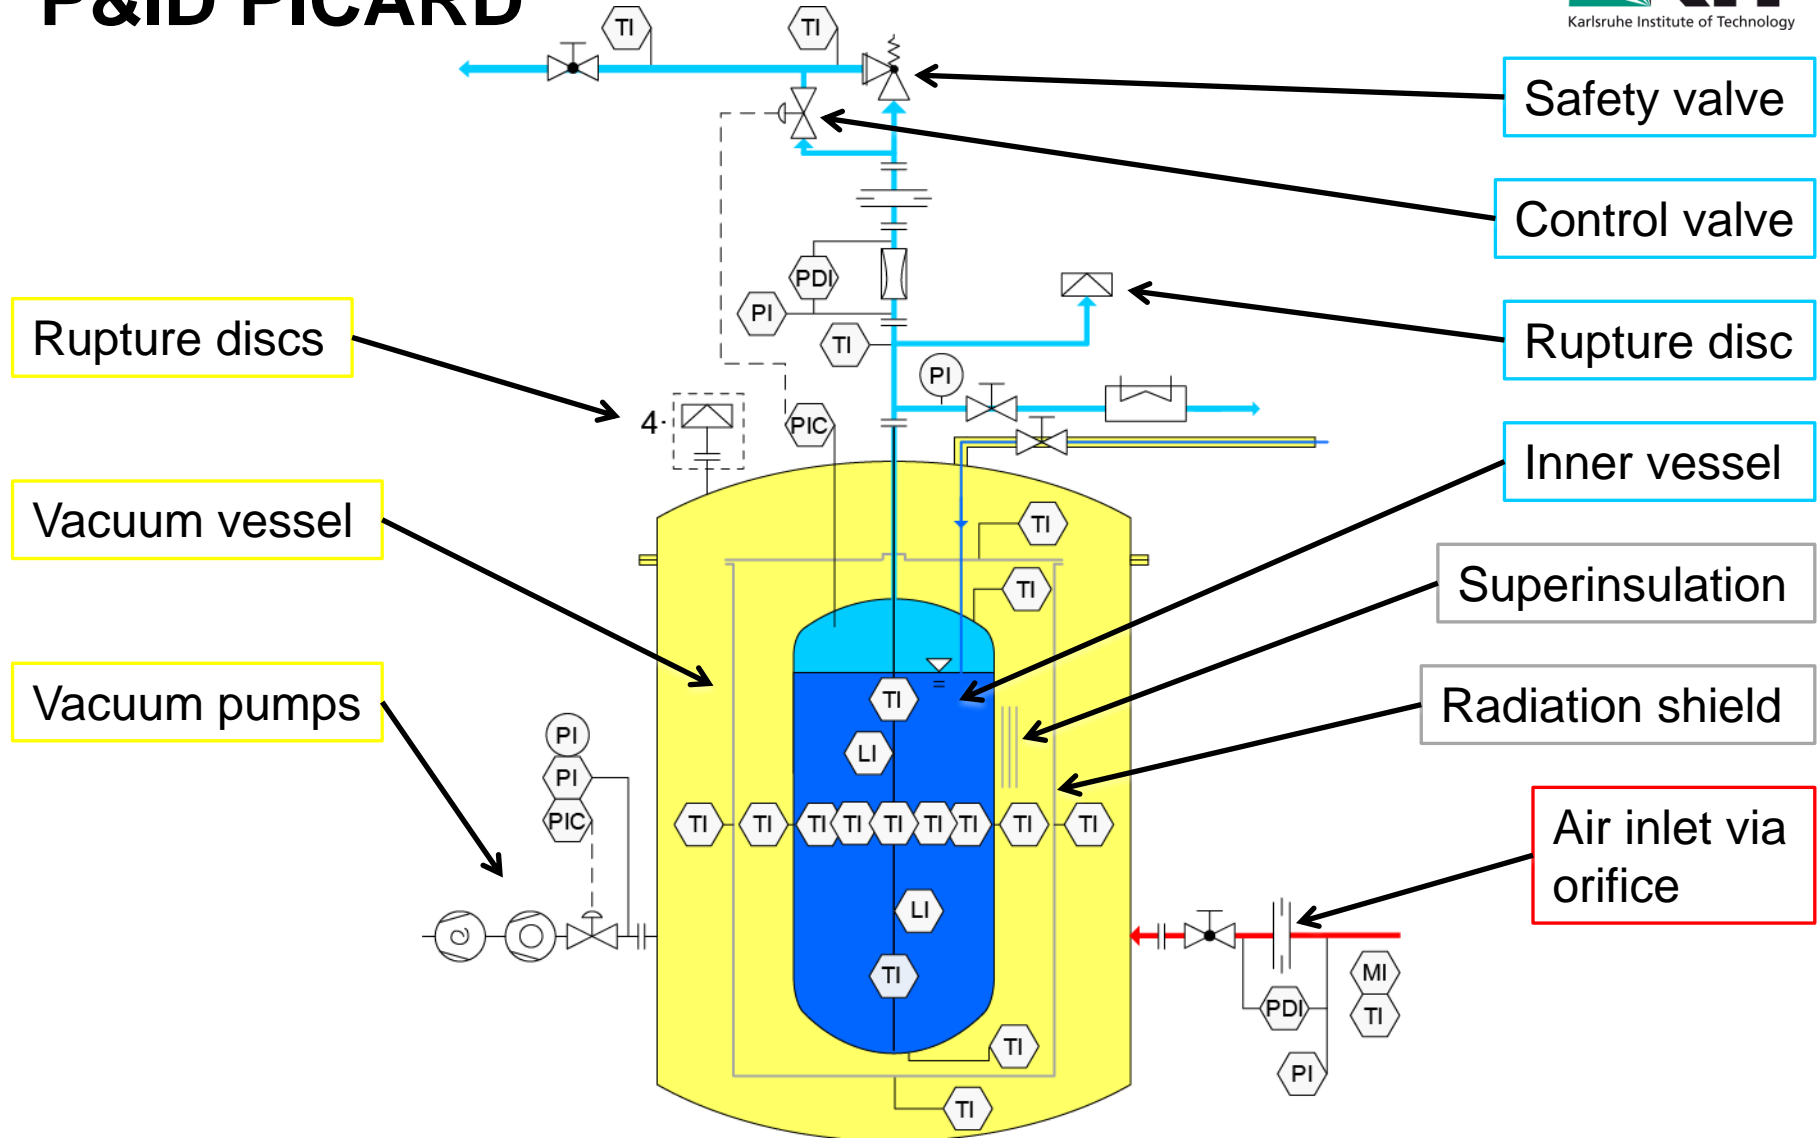 P&ID PICARD
Karlsruhe Institute of Technology
TI
TI
Safety valve
Control valve
PDI
PI
TI
Rupture disc
Rupture discs
PI
4·
PIC
Inner vessel
Vacuum vessel
TI
TI
Superinsulation
Vacuum pumps
TI
Radiation shield
PI
LI
PI
PIC
TI
TI
TI
TI
TI
TI
TI
TI
TI
Air inlet via
orifice
LI
TI
MI
PDI
TI
TI
PI
TI